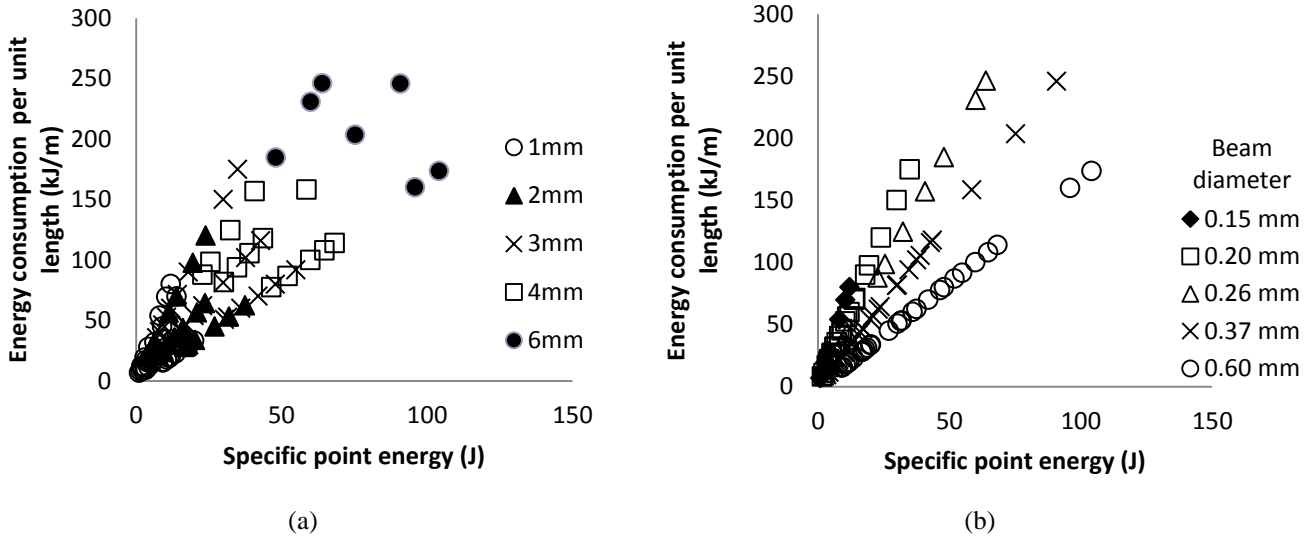 300
250
200
150
100
50
0
0 50 100 150
Energy consumption per unit
length (kJ/m)
Specific point energy (J)
1mm
2mm
3mm
4mm
6mm
(a)
300
250
200
150
100
50
0
0 50 100 150
Energy consumption per unit
length (kJ/m)
Specific point energy (J)
Beam
diameter
0.15 mm
0.20 mm
0.26 mm
0.37 mm
0.60 mm
(b)